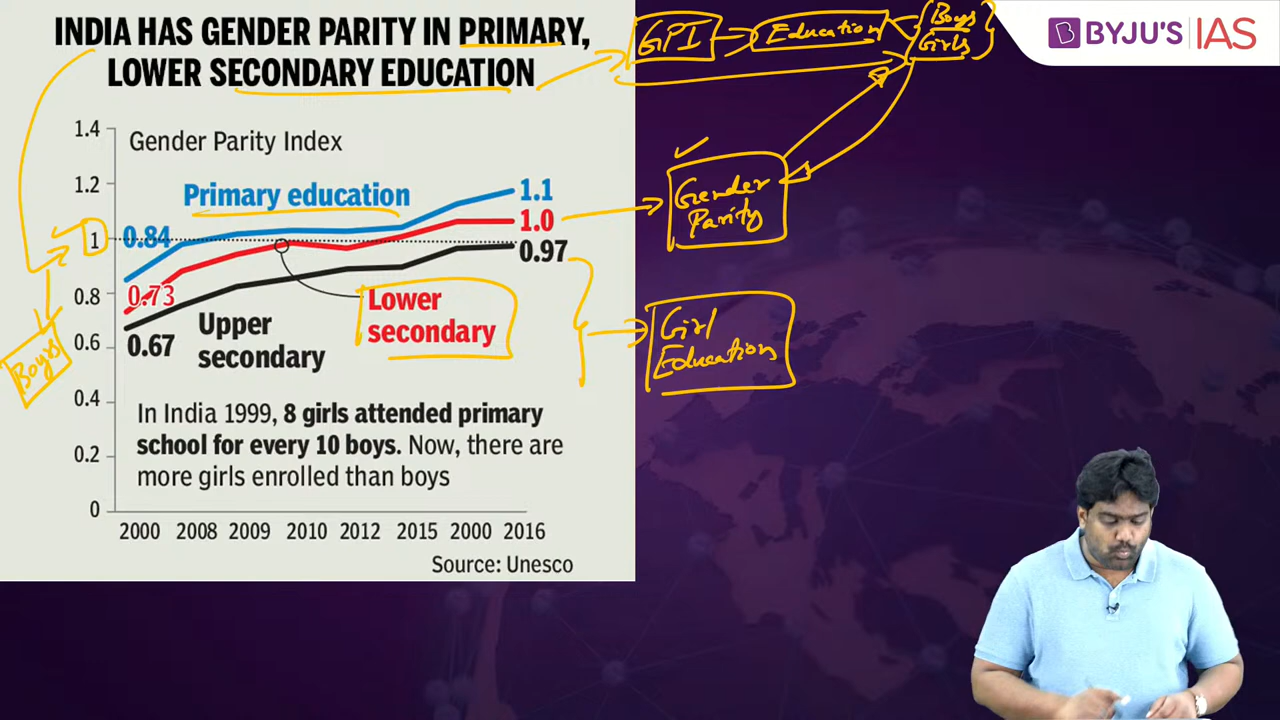 INDIA HAS GENDER PARITY IN PRIMARY,
LOWER SECONDARY EDUCATION
GPI
Education
Boys
Girls
BYJU'S IAS
1.4
1.2
1
0.8
0.6
0.4
0.2
0
Gender Parity Index
Primary education
1.1
0.84
1.0
0.97
0.73
Lower
secondary
0.67
Upper
secondary
Gender
Parity
Girl
Education
Boys
In India 1999, 8 girls attended primary
school for every 10 boys. Now, there are
more girls enrolled than boys
2000 2008 2009 2010 2012 2015 2000 2016
Source: Unesco